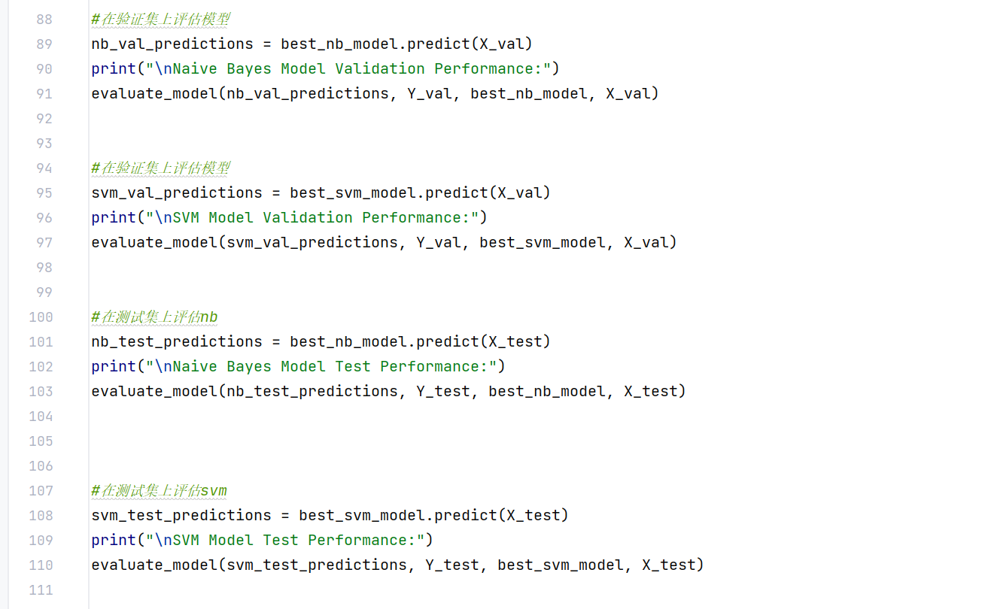 88 #在验证集上评估模型
89 nb_val_predictions = best_nb_model.predict(X_val)
90 print("\nNaive Bayes Model Validation Performance:")
91 evaluate_model(nb_val_predictions, Y_val, best_nb_model, X_val)
92
93
94 #在验证集上评估模型
95 svm_val_predictions = best_svm_model.predict(X_val)
96 print("\nSVM Model Validation Performance:")
97 evaluate_model(svm_val_predictions, Y_val, best_svm_model, X_val)
98
99
100 #在测试集上评估nb
101 nb_test_predictions = best_nb_model.predict(X_test)
102 print("\nNaive Bayes Model Test Performance:")
103 evaluate_model(nb_test_predictions, Y_test, best_nb_model, X_test)
104
105
106
107 #在测试集上评估svm
108 svm_test_predictions = best_svm_model.predict(X_test)
109 print("\nSVM Model Test Performance:")
110 evaluate_model(svm_test_predictions, Y_test, best_svm_model, X_test)
111